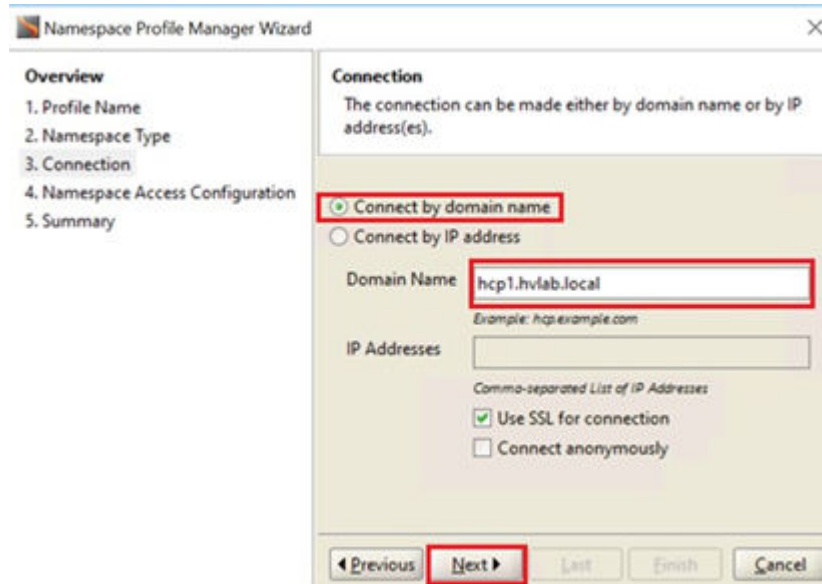 Namespace Profile Manager Wizard
Overview
1. Profile Name
2. Namespace Type
3. Connection
4. Namespace Access Configuration
5. Summary
Connection
The connection can be made either by domain name or by IP
address(es).
Connect by domain name
Connect by IP address
Domain Name
hcp1.hvlab.local
Example: hcp.example.com
IP Addresses
Comma-separated List of IP Addresses
Use SSL for connection
Connect anonymously
Previous
Next
Last
Finish
Cancel